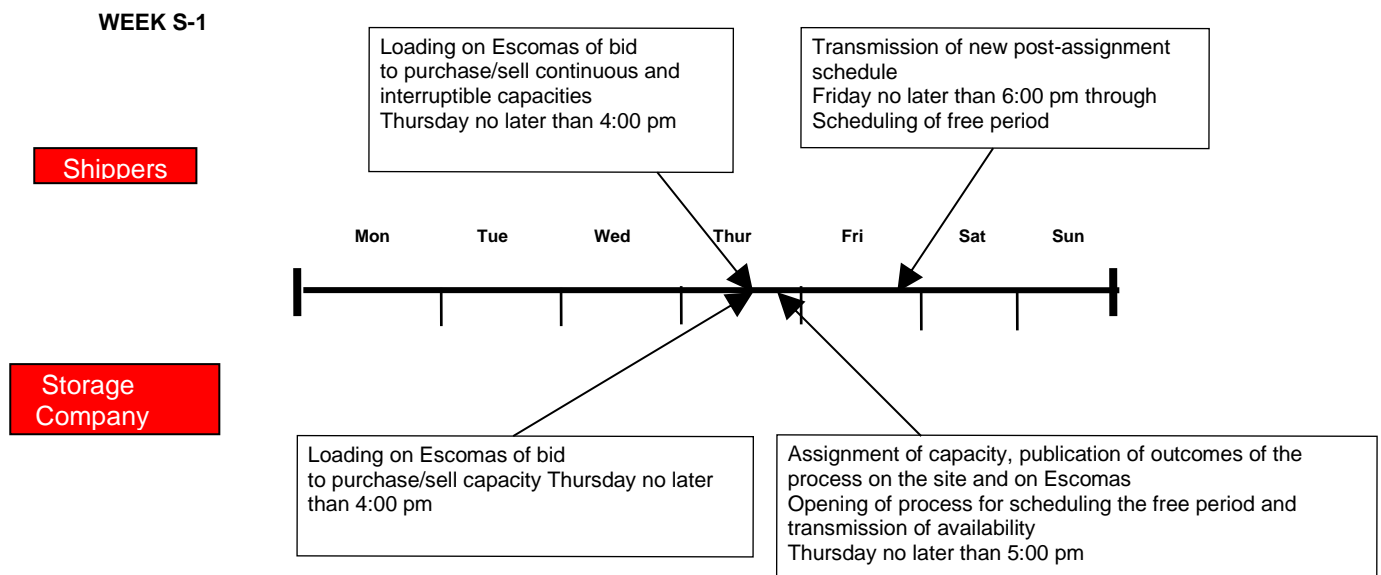 WEEK S-1
Loading on Escomas of bid
to purchase/sell continuous and
interruptible capacities
Thursday no later than 4:00 pm
Transmission of new post-assignment
schedule
Friday no later than 6:00 pm through
Scheduling of free period
Shippers
Mon Tue Wed Thur Fri Sat Sun
Storage
Company
Loading on Escomas of bid
to purchase/sell capacity Thursday no later
than 4:00 pm
Assignment of capacity, publication of outcomes of the
process on the site and on Escomas
Opening of process for scheduling the free period and
transmission of availability
Thursday no later than 5:00 pm